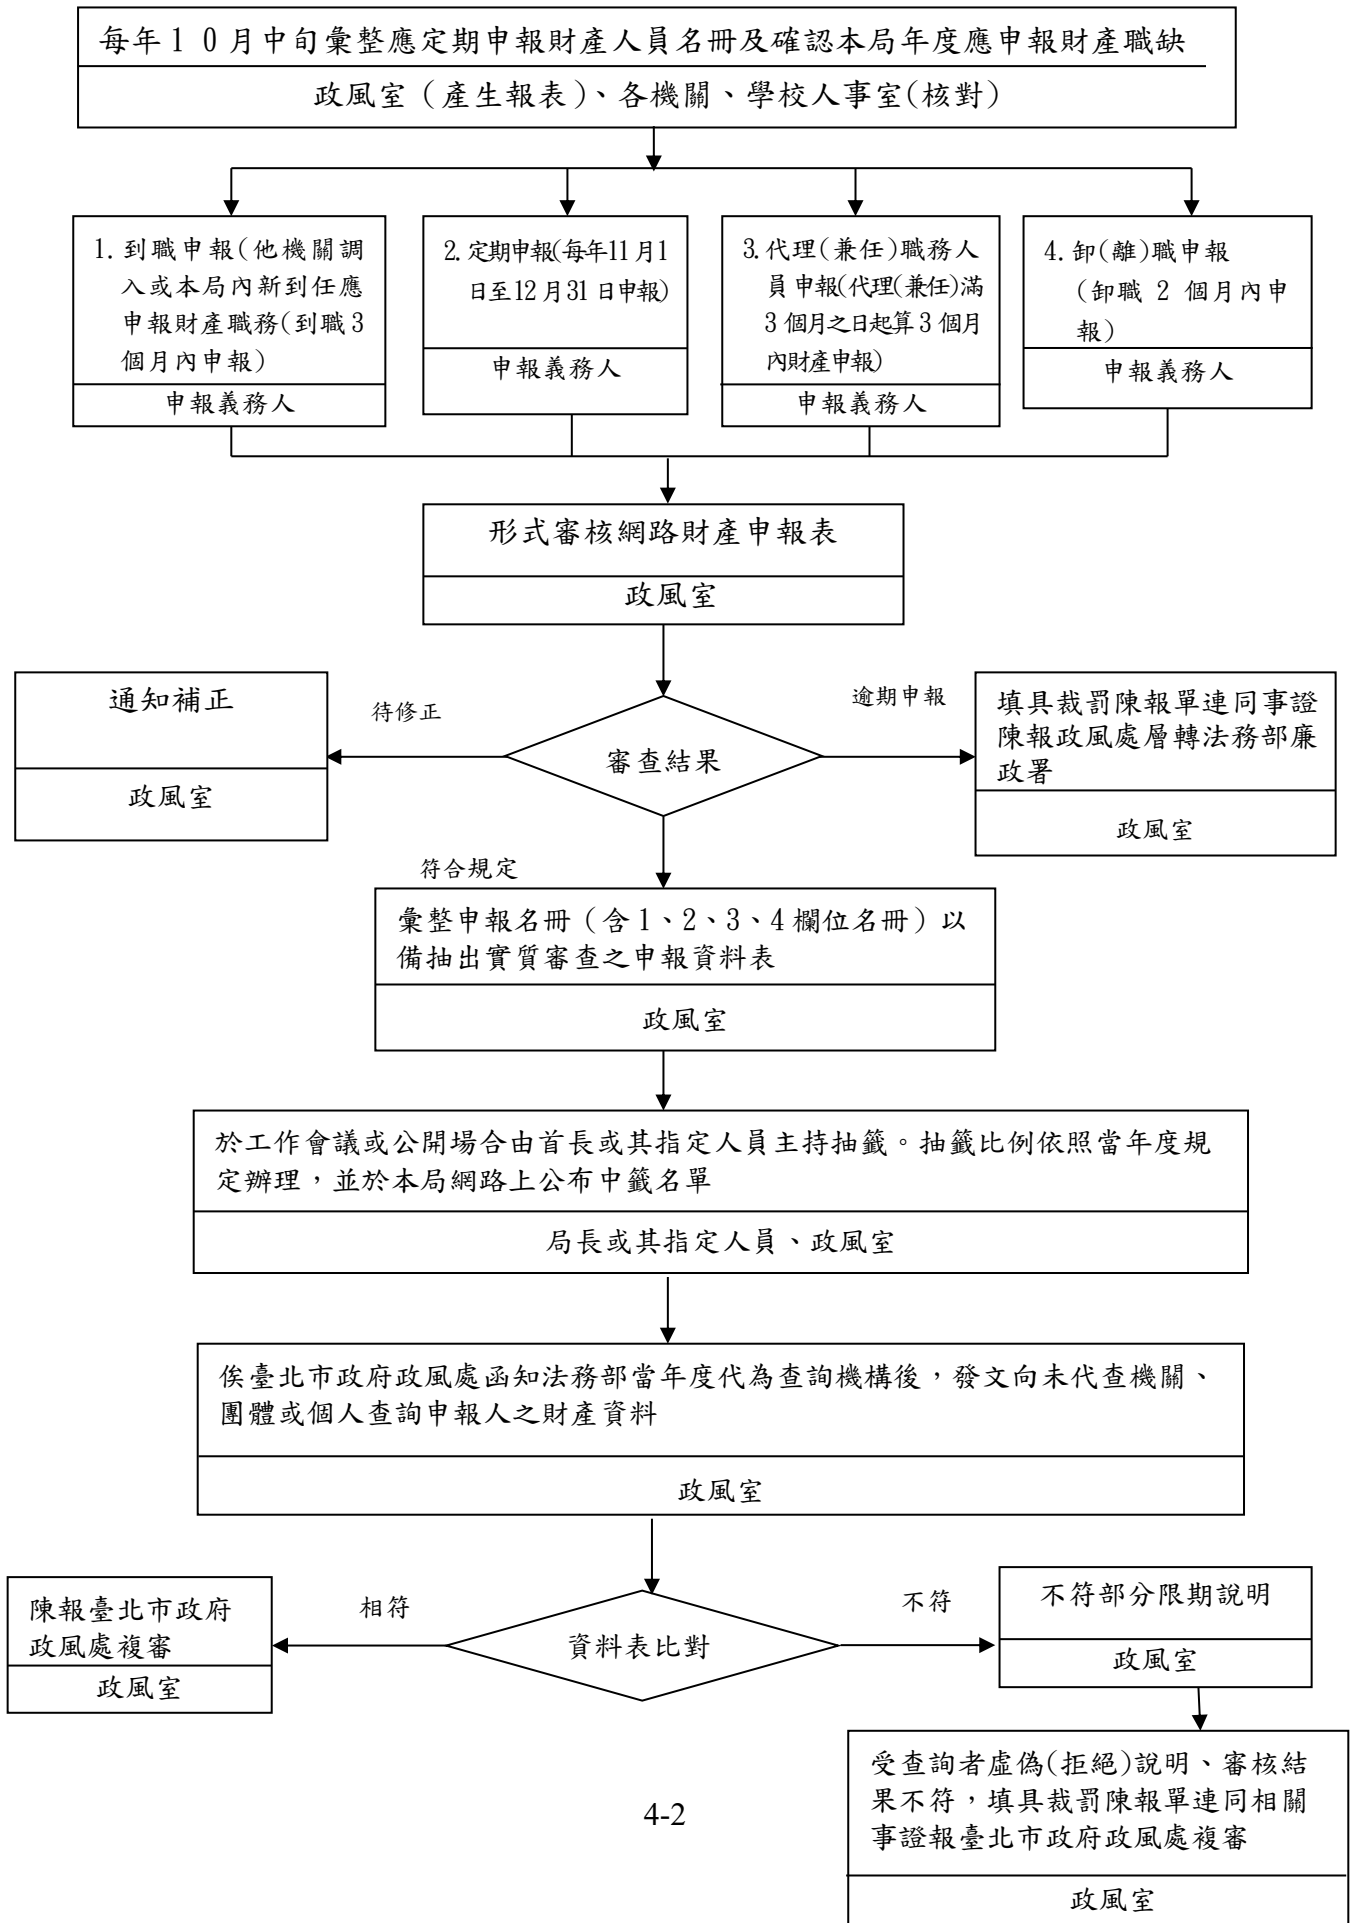 每年10月中旬彙整應定期申報財產人員名冊及確認本局年度應申報財產職缺
政風室（產生報表）、各機關、學校人事室(核對)
1. 到職申報(他機關調
入或本局內新到任應
申報財產職務(到職3
個月內申報)
申報義務人
2. 定期申報(每年11月1
日至12月31日申報)
申報義務人
3. 代理(兼任)職務人
員申報(代理(兼任)滿
3個月之日起算3個月
內財產申報)
申報義務人
4. 卸(離)職申報
(卸職 2 個月內申
報)
申報義務人
形式審核網路財產申報表
政風室
通知補正
政風室
待修正
審查結果
逾期申報
填具裁罰陳報單連同事證
陳報政風處層轉法務部廉
政署
政風室
符合規定
彙整申報名冊（含1、2、3、4欄位名冊）以
備抽出實質審查之申報資料表
政風室
於工作會議或公開場合由首長或其指定人員主持抽籤。抽籤比例依照當年度規
定辦理，並於本局網路上公布中籤名單
局長或其指定人員、政風室
俟臺北市政府政風處函知法務部當年度代為查詢機構後，發文向未代查機關、
團體或個人查詢申報人之財產資料
政風室
陳報臺北市政府
政風處複審
政風室
相符
資料表比對
不符
不符部分限期說明
政風室
受查詢者虛偽(拒絕)說明、審核結
果不符，填具裁罰陳報單連同相關
事證報臺北市政府政風處複審
政風室
4-2